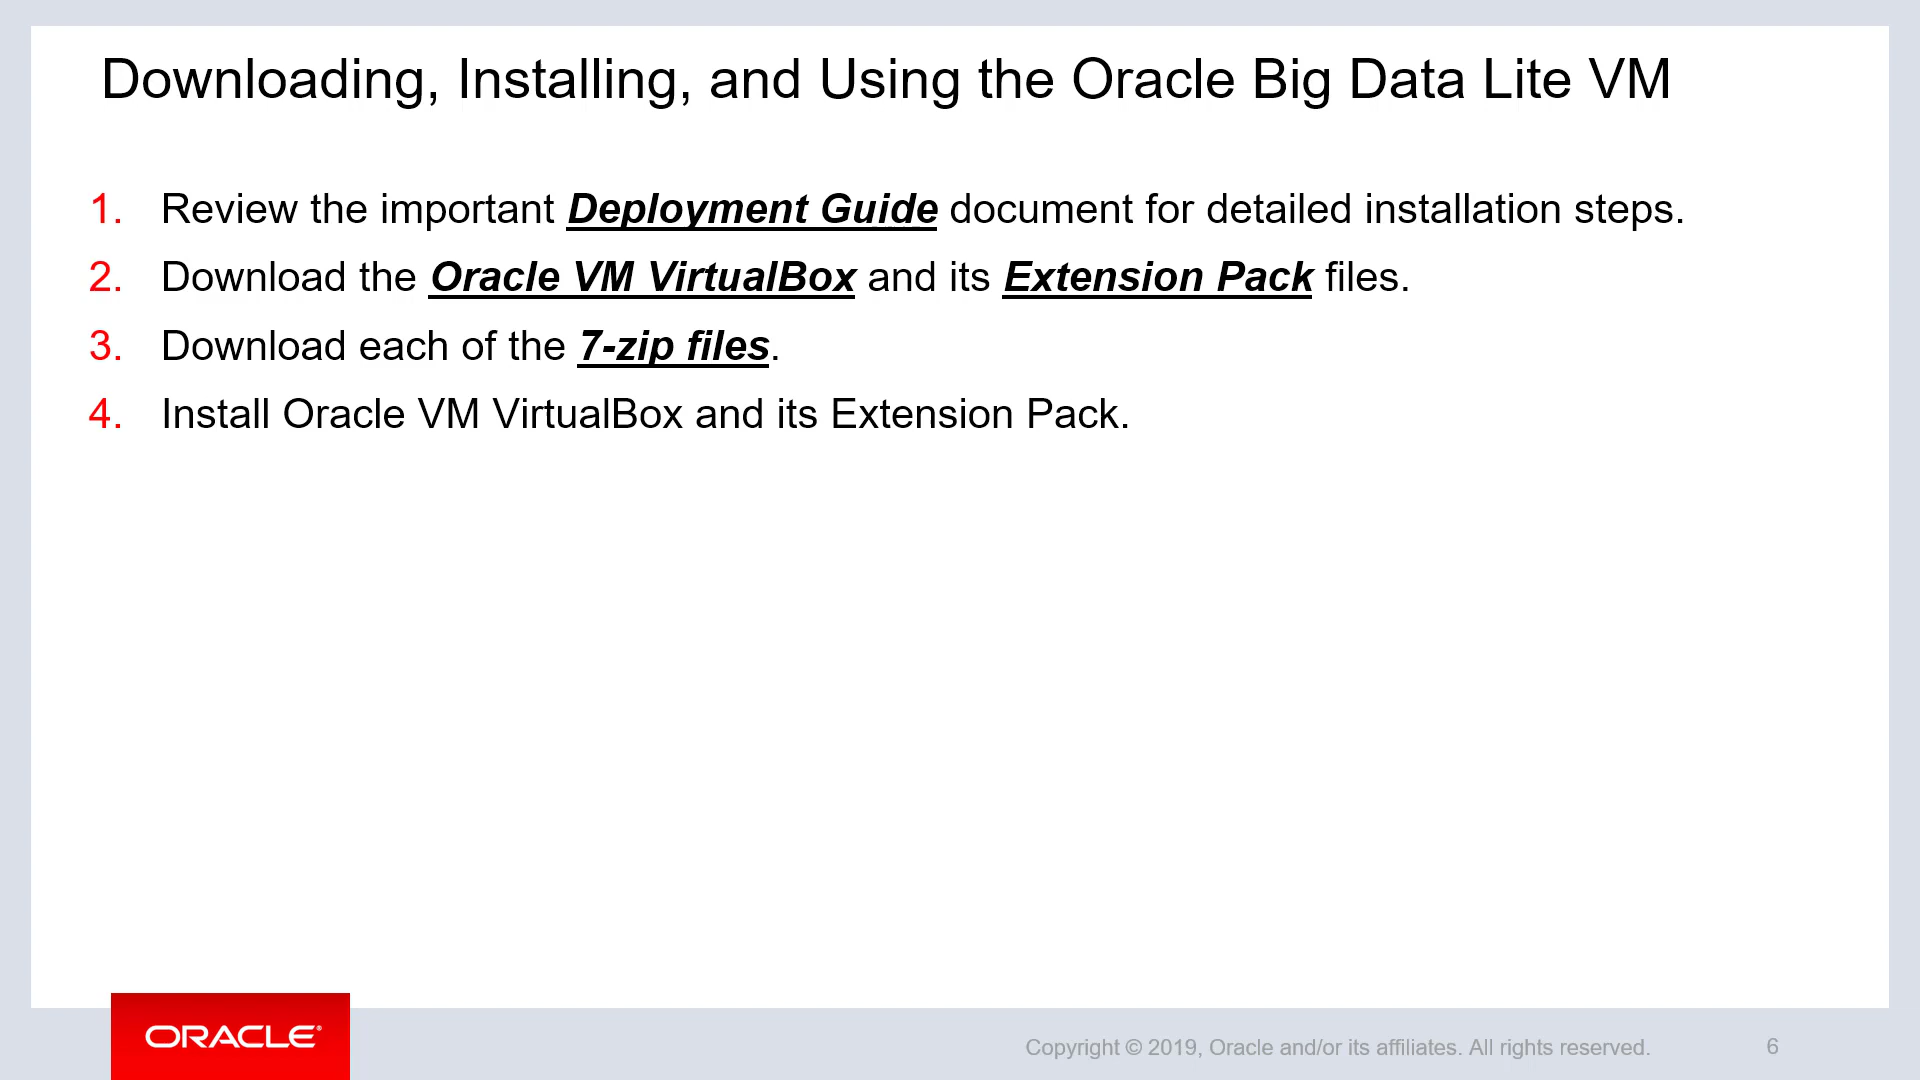 Downloading, Installing, and Using the Oracle Big Data Lite VM
1. Review the important Deployment Guide document for detailed installation steps.
2. Download the Oracle VM VirtualBox and its Extension Pack files.
3. Download each of the 7-zip files.
4. Install Oracle VM VirtualBox and its Extension Pack.
ORACLE®
Copyright © 2019, Oracle and/or its affiliates. All rights reserved. 6